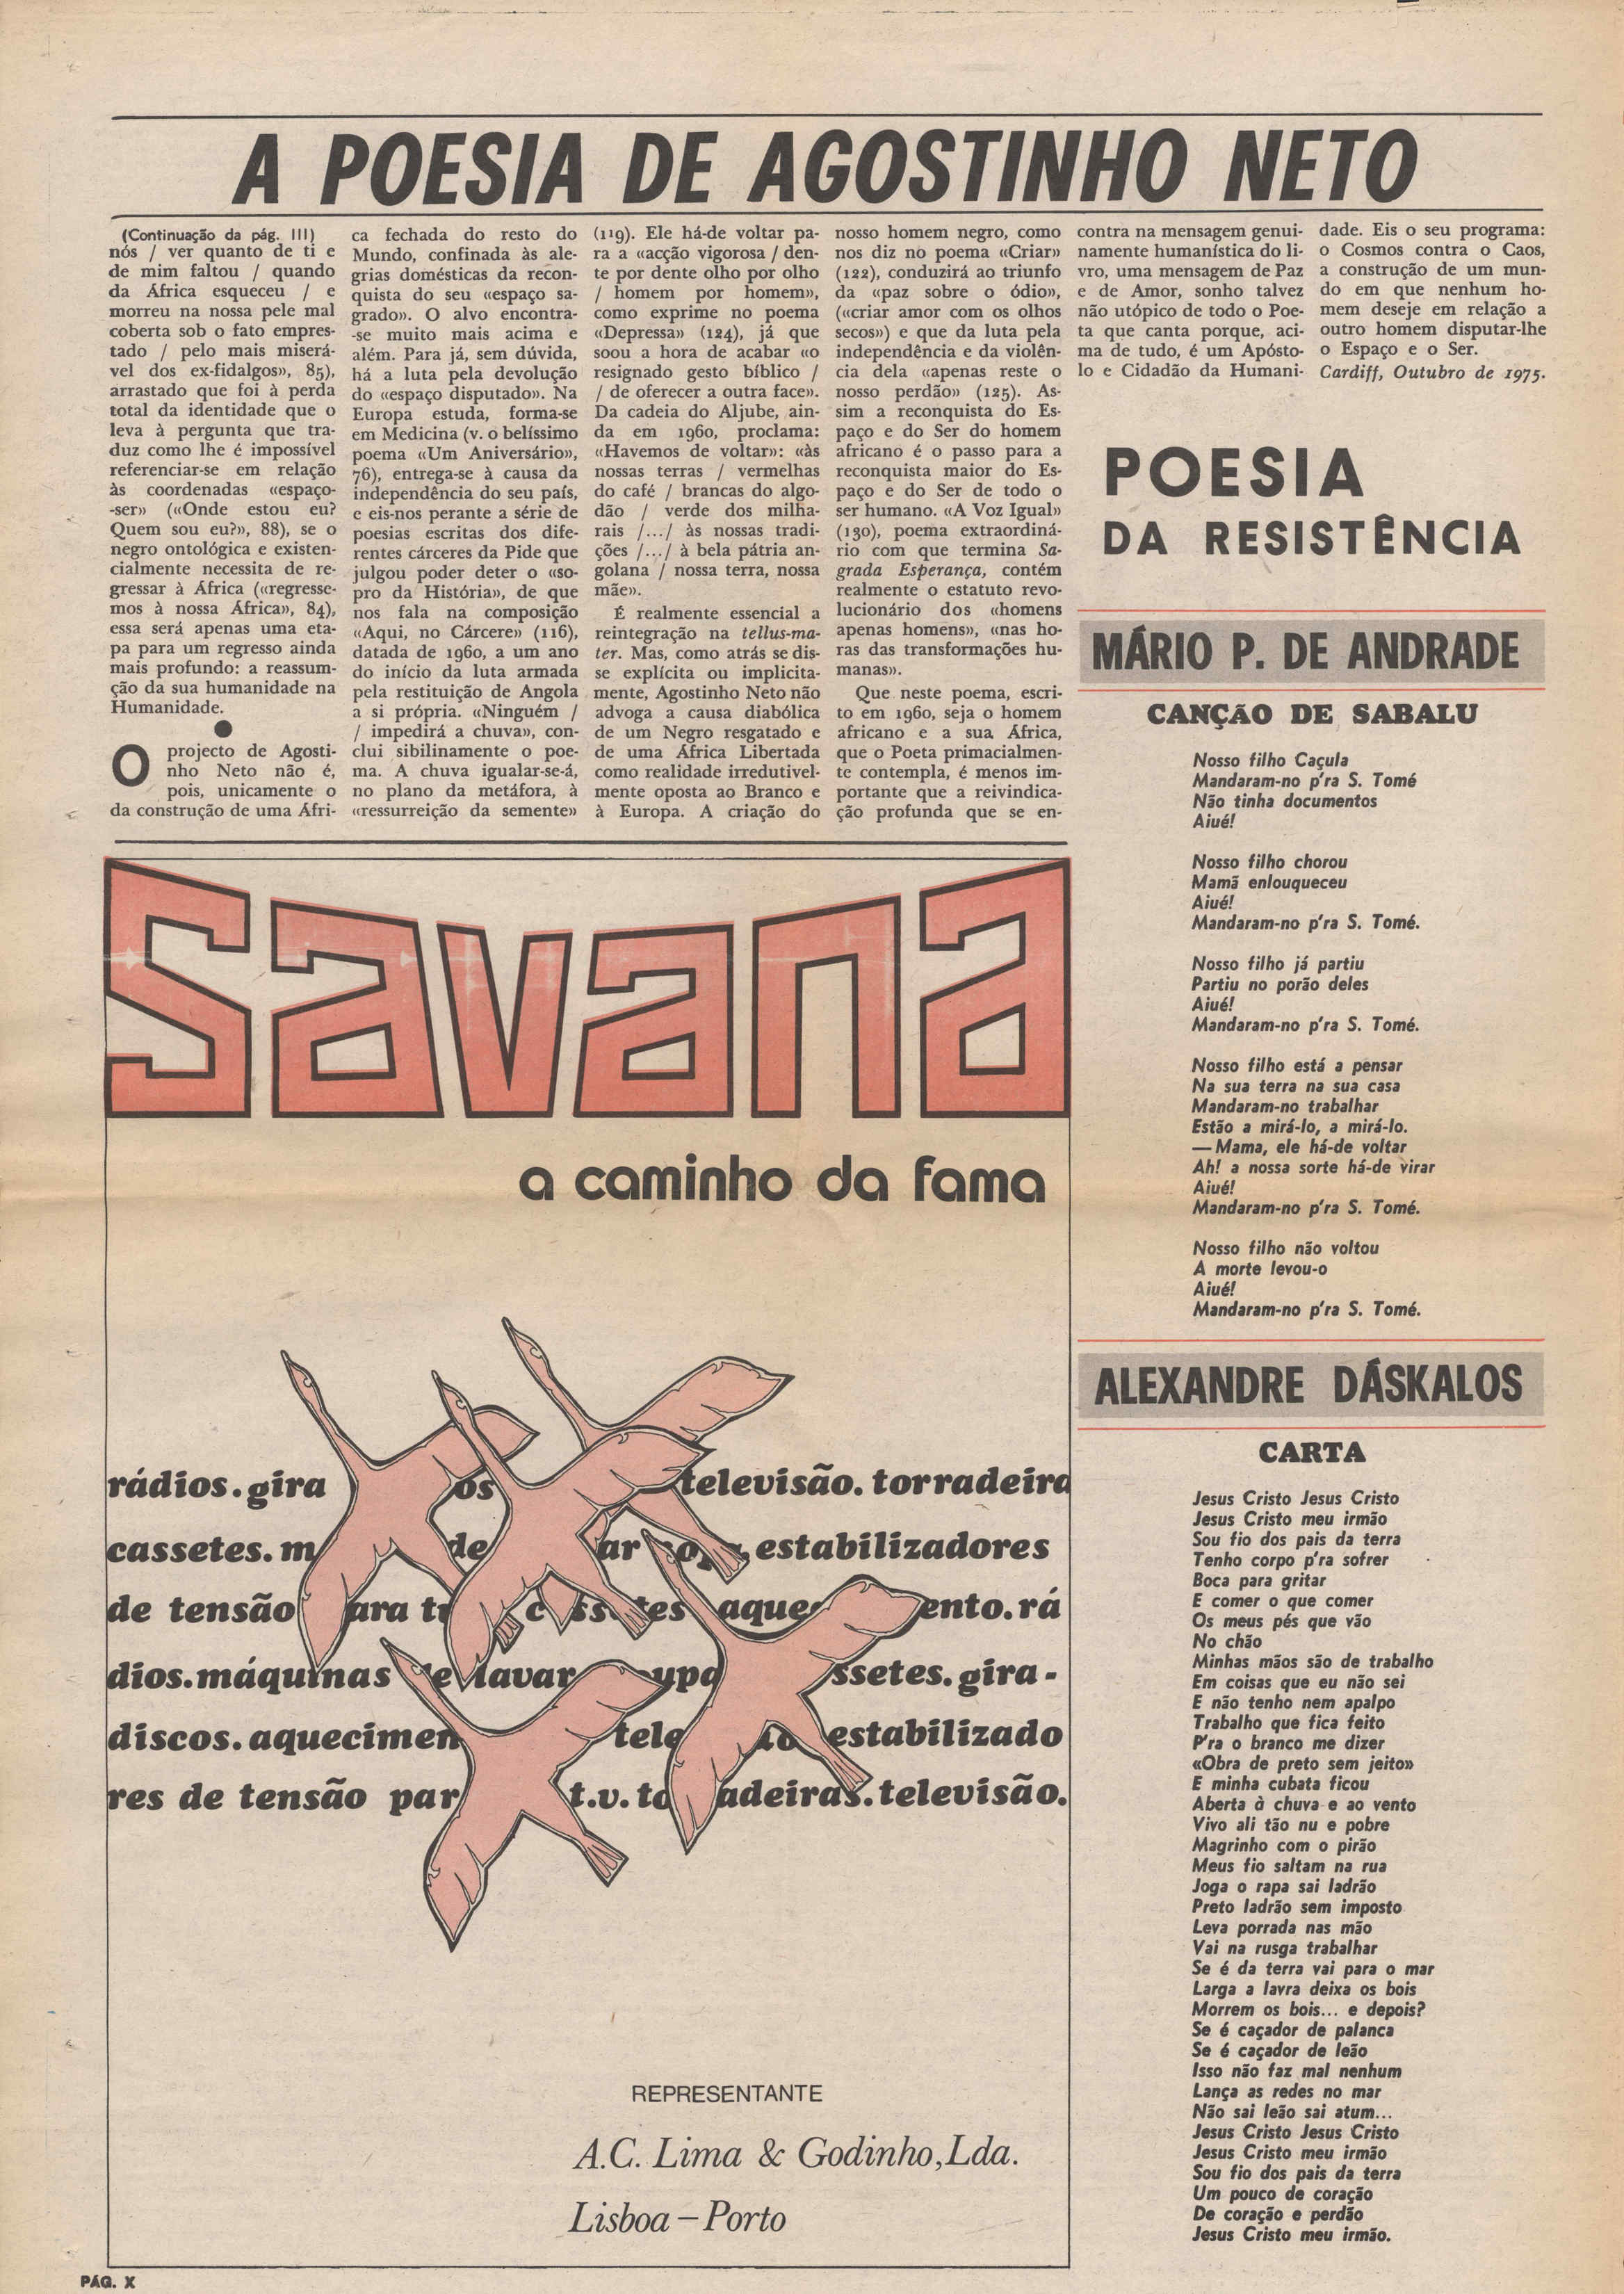 A POESIA DE AGOSTINHO NETO
(Continuação da pág. III)
nós / ver quanto de ti e
de mim faltou / quando
da África esqueceu / e
morreu na nossa pele mal
coberta sob o fato empres-
tado / pelo mais miserá-
vel dos ex-fidalgos», 85),
arrastado que foi à perda
total da identidade que o
leva à pergunta que tra-
duz como lhe é impossível
referenciar-se em relação
às coordenadas «espaço-
-ser» («Onde estou eu?
Quem sou eu?», 88), se o
negro ontológica e existen-
cialmente necesita de re-
gressar à África («regresse-
mos à nossa África», 84),
essa será apenas uma eta-
pa para um regresso ainda
mais profundo: a reassum-
ção da sua humanidade na
Humanidade.
O projecto de Agosti-
nho Neto não é,
pois, unicamente o
da construção de uma Áfri-
ca fechada do resto do
Mundo, confinada às ale-
grias domésticas da recon-
quista do seu «espaço sa-
grado». O alvo encontra-
-se muito mais acima e
além. Para já, sem dúvida,
há a luta pela devolução
do «espaço disputado». Na
Europa estuda, forma-se
em Medicina (v. o belíssimo
poema «Um Aniversário»,
76), entrega-se à causa da
independência do seu país,
e eis-nos perante a série de
poesias escritas dos dife-
rentes cárceres da Pide que
julgou poder deter o «so-
pro da História», de que
nos fala na composição
«Aqui, no Cárcere» (116),
datada de 1960, a um ano
do início da luta armada
pela restituição de Angola
a si própria. «Ninguém /
/ impedirá a chuva», con-
clui sibilinamente o poe-
ma. A chuva igualar-se-á,
no plano da metáfora, à
«ressurreição da semente»
(119). Ele há-de voltar pa-
ra a «acção vigorosa / den-
te por dente olho por olho
/ homem por homem»,
como exprime no poema
«Depressa» (124), já que
soou a hora de acabar «o
resignado gesto bíblico /
/ de oferecer a outra face».
Da cadeia do Aljube, ain-
da em 1960, proclama:
«Havemos de voltar»: «às
nossas terras / vermelhas
do café / brancas do algo-
dão / verde dos milha-
rais /.../ às nossas tradi-
ções /.../ à bela pátria an-
golana / nossa terra, nossa
mãe».
É realmente essencial a
reintegração na tellus-ma-
ter. Mas, como atrás se dis-
se explícita ou implicita-
mente, Agostinho Neto não
advoga a causa diabólica
de um Negro resgatado e
de uma África Libertada
como realidade irredutivel-
mente oposta ao Branco e
à Europa. A criação do
nosso homem negro, como
nos diz no poema «Criar»
(122), conduzirá ao triunfo
da «paz sobre o ódio»,
(«criar amor com os olhos
secos») e que da luta pela
independência e da violên-
cia dela «apenas reste o
nosso perdão» (125). As-
sim a reconquista do Es-
paço e do Ser do homem
africano é o passo para a
reconquista maior do Es-
paço e do Ser de todo o
ser humano. «A Voz Igual»
(130), poema extraordiná-
rio com que termina Sa-
grada Esperança, contém
realmente o estatuto revo-
lucionário dos «homens
apenas homens», «nas ho-
ras das transformações hu-
manas».
Que neste poema, escri-
to em 1960, seja o homem
africano e a sua África,
que o Poeta primacialmen-
te contempla, é menos im-
portante que a reivindica-
ção profunda que se en-
contra na mensagem genui-
namente humanística do li-
vro, uma mensagem de Paz
e de Amor, sonho talvez
não utópico de todo o Poe-
ta que canta porque, aci-
ma de tudo, é um Apósto-
lo e Cidadão da Humani-
dade. Eis o seu programa:
o Cosmos contra o Caos,
a construção de um mun-
do em que nenhum ho-
mem deseje em relação a
outro homem disputar-lhe
o Espaço e o Ser.
Cardiff, Outubro de 1975.
POESIA
DA RESISTÊNCIA
MÁRIO P. DE ANDRADE
CANÇÃO DE SABALU
Nosso filho Caçula
Mandaram-no p'ra S. Tomé
Não tinha documentos
Aiué!
Nosso filho chorou
Mamã enlouqueceu
Aiué!
Mandaram-no p'ra S. Tomé.
Nosso filho já partiu
Partiu no porão deles
Aiué!
Mandaram-no p'ra S. Tomé.
Nosso filho está a pensar
Na sua terra na sua casa
Mandaram-no trabalhar
Estão a mirá-lo, a mirá-lo.
— Mama, ele há-de voltar
Ah! a nossa sorte há-de virar
Aiué!
Mandaram-no p'ra S. Tomé.
Nosso filho não voltou
A morte levou-o
Aiué!
Mandaram-no p'ra S. Tomé.
ALEXANDRE DÁSKALOS
CARTA
Jesus Cristo Jesus Cristo
Jesus Cristo meu irmão
Sou fio dos pais da terra
Tenho corpo p'ra sofrer
Boca para gritar
E comer o que comer
Os meus pés que vão
No chão
Minhas mãos são de trabalho
Em coisas que eu não sei
E não tenho nem apalpo
Trabalho que fica feito
P'ra o branco me dizer
«Obra de preto sem jeito»
E minha cubata ficou
Aberta à chuva e ao vento
Vivo ali tão nu e pobre
Magrinho com o pirão
Meus fio saltam na rua
Joga o rapa sai ladrão
Preto ladrão sem imposto
Leva porrada nas mão
Vai na rusga trabalhar
Se é da terra vai para o mar
Larga a lavra deixa os bois
Morrem os bois... e depois?
Se é caçador de palanca
Se é caçador de leão
Isso não faz mal nenhum
Lança as redes no mar
Não sai leão sai atum...
Jesus Cristo Jesus Cristo
Jesus Cristo meu irmão
Sou fio dos pais da terra
Um pouco de coração
De coração e perdão
Jesus Cristo meu irmão.
savana
a caminho da fama
rádios.gira os televisão.torradeira
cassetes.m de ar estabilizadores
de tensão ara t c ss tes aque ento.rá
dios.máquinas e lavar upa ssetes.gira-
discos.aquecimen tele estabilizado
res de tensão par t.v.to adeiras.televisão.
REPRESENTANTE
A.C. Lima & Godinho,Lda.
Lisboa – Porto
PÁG. X